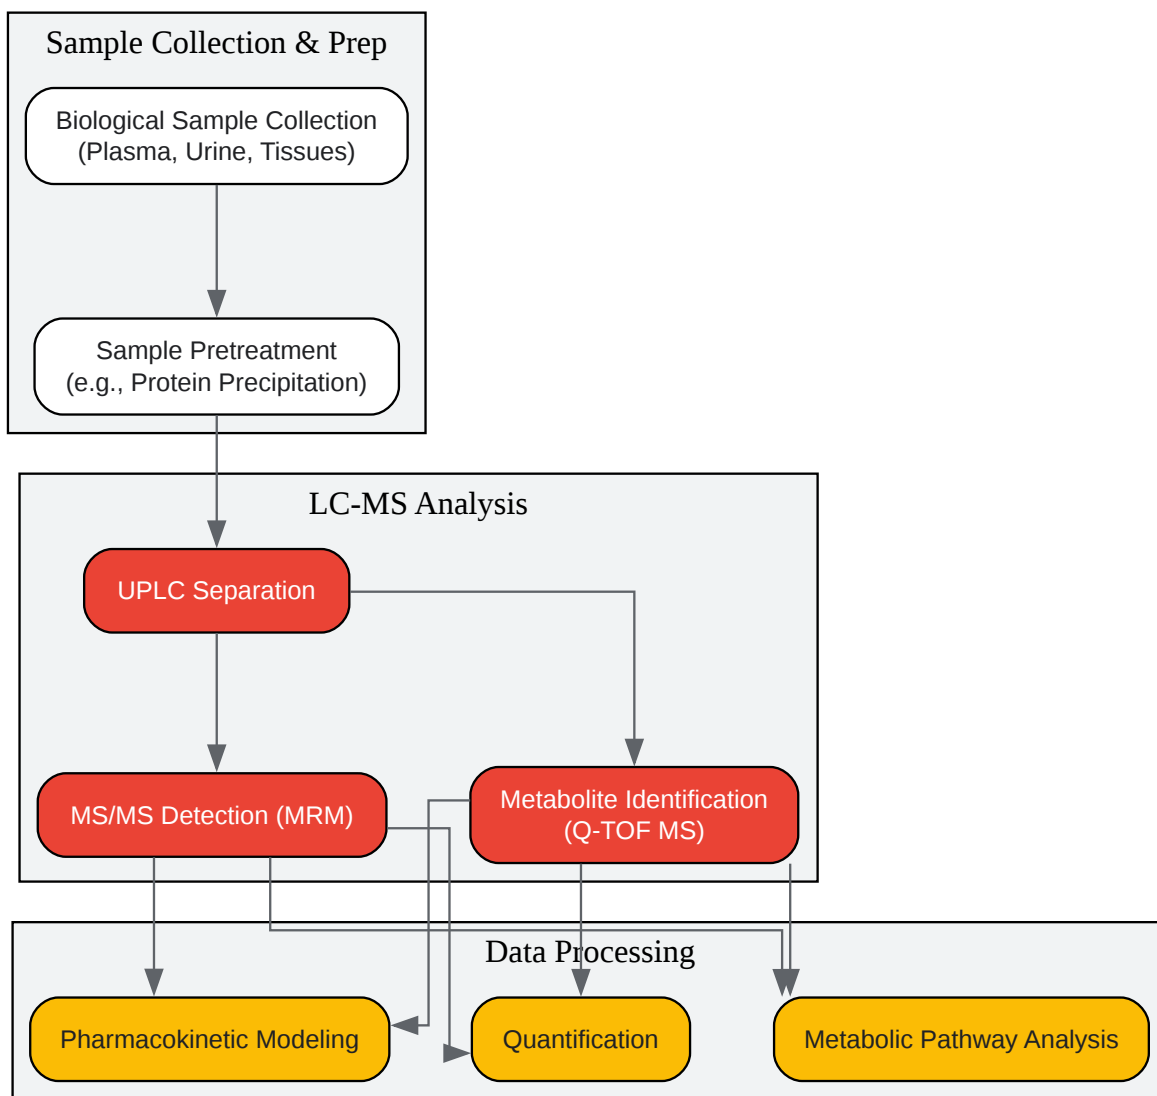 Sample Collection & Prep
Biological Sample Collection
(Plasma, Urine, Tissues)
Sample Pretreatment
(e.g., Protein Precipitation)
LC-MS Analysis
UPLC Separation
MS/MS Detection (MRM)
Metabolite Identification
(Q-TOF MS)
Data Processing
Pharmacokinetic Modeling
Quantification
Metabolic Pathway Analysis